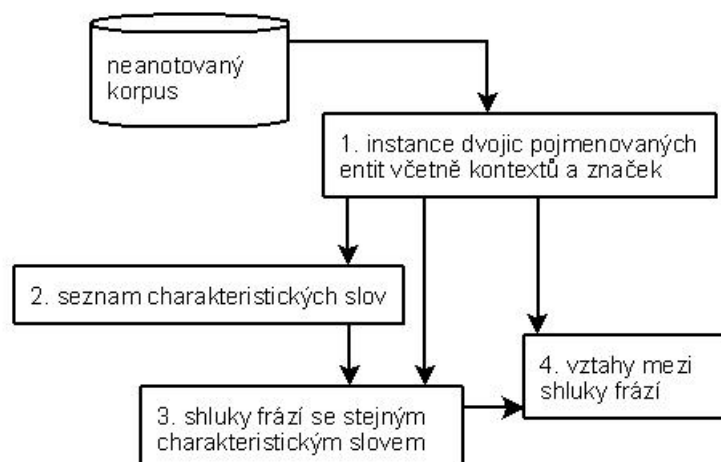 neanotovaný
korpus
1. instance dvojic pojmenovaných
entit včetně kontextů a značek
2. seznam charakteristických slov
4. vztahy mezi
shluky frází
3. shluky frází se stejným
charakteristickým slovem